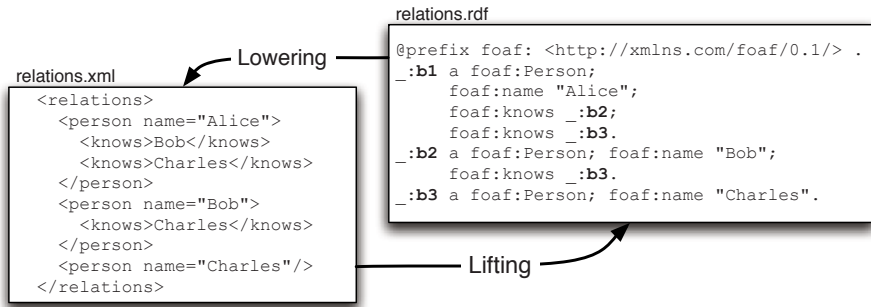 relations.rdf
@prefix foaf: <http://xmlns.com/foaf/0.1/> .
_:b1 a foaf:Person;
foaf:name "Alice";
foaf:knows _:b2;
foaf:knows _:b3.
_:b2 a foaf:Person; foaf:name "Bob";
foaf:knows _:b3.
_:b3 a foaf:Person; foaf:name "Charles".
Lowering
relations.xml
<relations>
<person name="Alice">
<knows>Bob</knows>
<knows>Charles</knows>
</person>
<person name="Bob">
<knows>Charles</knows>
</person>
<person name="Charles"/>
</relations>
Lifting